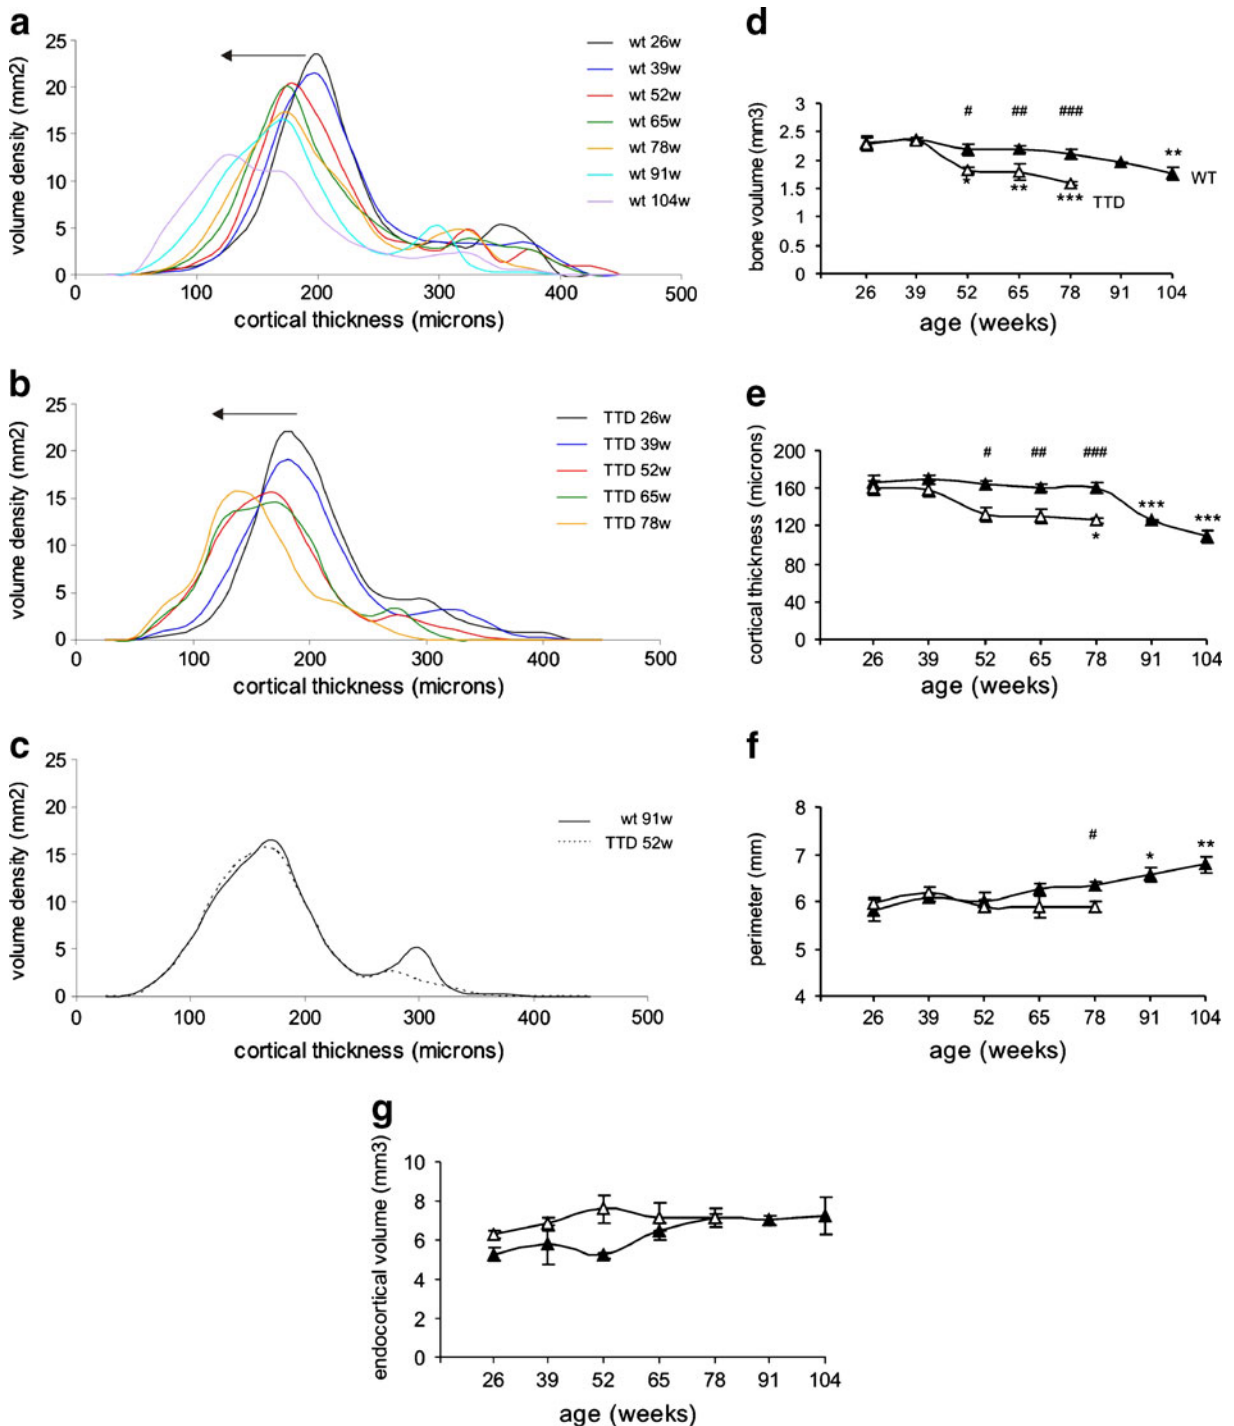 a
25
20
15
10
5
0
volume density (mm2)
0 100 200 300 400 500
cortical thickness (microns)
wt 26w
wt 39w
wt 52w
wt 65w
wt 78w
wt 91w
wt 104w
b
25
20
15
10
5
0
volume density (mm2)
0 100 200 300 400 500
cortical thickness (microns)
TTD 26w
TTD 39w
TTD 52w
TTD 65w
TTD 78w
c
25
20
15
10
5
0
volume density (mm2)
0 100 200 300 400 500
cortical thickness (microns)
wt 91w
TTD 52w
d
3
2.5
2
1.5
1
0.5
0
bone voulume (mm3)
# ## ###
**
WT
* ** *** TTD
26 39 52 65 78 91 104
age (weeks)
e
200
160
120
80
40
0
cortical thickness (microns)
# ## ###
*** ***
*
26 39 52 65 78 91 104
age (weeks)
f
8
7
6
5
4
perimeter (mm)
# * **
26 39 52 65 78 91 104
age (weeks)
g
10
8
6
4
2
0
endocortical volume (mm3)
26 39 52 65 78 91 104
age (weeks)